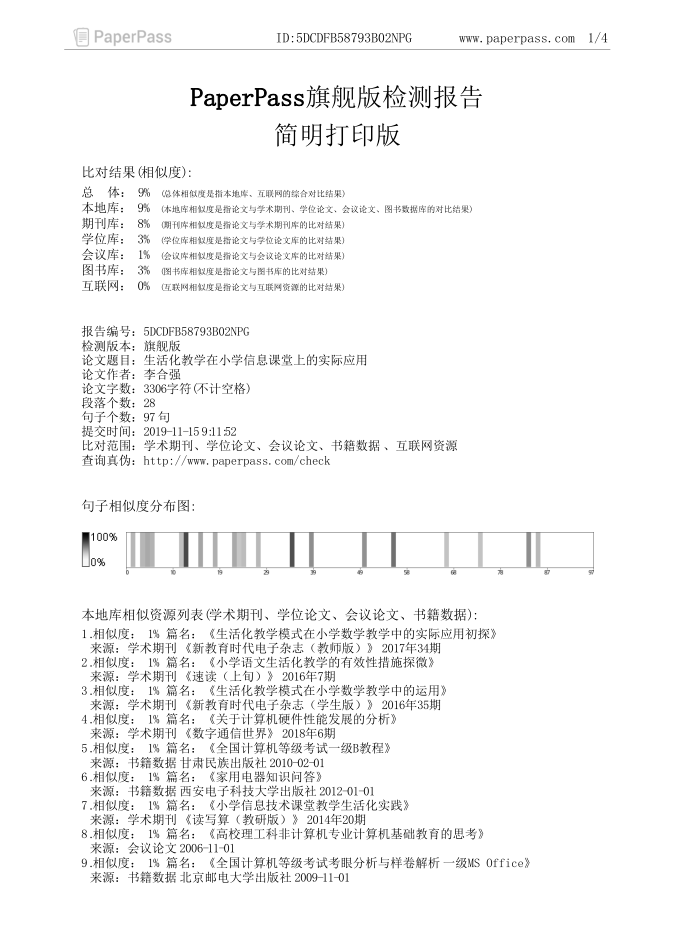 PaperPass ID:5DCDFB58793B02NPG www.paperpass.com 1/4
PaperPass旗舰版检测报告
简明打印版
比对结果(相似度):
总 体: 9% (总体相似度是指本地库、互联网的综合对比结果)
本地库: 9% (本地库相似度是指论文与学术期刊、学位论文、会议论文、图书数据库的对比结果)
期刊库: 8% (期刊库相似度是指论文与学术期刊库的比对结果)
学位库: 3% (学位库相似度是指论文与学位论文库的比对结果)
会议库: 1% (会议库相似度是指论文与会议论文库的比对结果)
图书库: 3% (图书库相似度是指论文与图书库的比对结果)
互联网: 0% (互联网相似度是指论文与互联网资源的比对结果)
报告编号: 5DCDFB58793B02NPG
检测版本: 旗舰版
论文题目: 生活化教学在小学信息课堂上的实际应用
论文作者: 李合强
论文字数: 3306字符(不计空格)
段落个数: 28
句子个数: 97句
提交时间: 2019-11-15 9:11:52
比对范围: 学术期刊、学位论文、会议论文、书籍数据、互联网资源
查询真伪: http://www.paperpass.com/check
句子相似度分布图:
100%
0%
0 10 19 29 39 49 58 68 78 87 97
本地库相似资源列表(学术期刊、学位论文、会议论文、书籍数据):
1.相似度: 1% 篇名: 《生活化教学模式在小学数学教学中的实际应用初探》
来源: 学术期刊 《新教育时代电子杂志（教师版）》 2017年34期
2.相似度: 1% 篇名: 《小学语文生活化教学的有效性措施探微》
来源: 学术期刊 《速读（上旬）》 2016年7期
3.相似度: 1% 篇名: 《生活化教学模式在小学数学教学中的运用》
来源: 学术期刊 《新教育时代电子杂志（学生版）》 2016年35期
4.相似度: 1% 篇名: 《关于计算机硬件性能发展的分析》
来源: 学术期刊 《数字通信世界》 2018年6期
5.相似度: 1% 篇名: 《全国计算机等级考试一级B教程》
来源: 书籍数据 甘肃民族出版社 2010-02-01
6.相似度: 1% 篇名: 《家用电器知识问答》
来源: 书籍数据 西安电子科技大学出版社 2012-01-01
7.相似度: 1% 篇名: 《小学信息技术课堂教学生活化实践》
来源: 学术期刊 《读写算（教研版）》 2014年20期
8.相似度: 1% 篇名: 《高校理工科非计算机专业计算机基础教育的思考》
来源: 会议论文 2006-11-01
9.相似度: 1% 篇名: 《全国计算机等级考试考眼分析与样卷解析 一级MS Office》
来源: 书籍数据 北京邮电大学出版社 2009-11-01